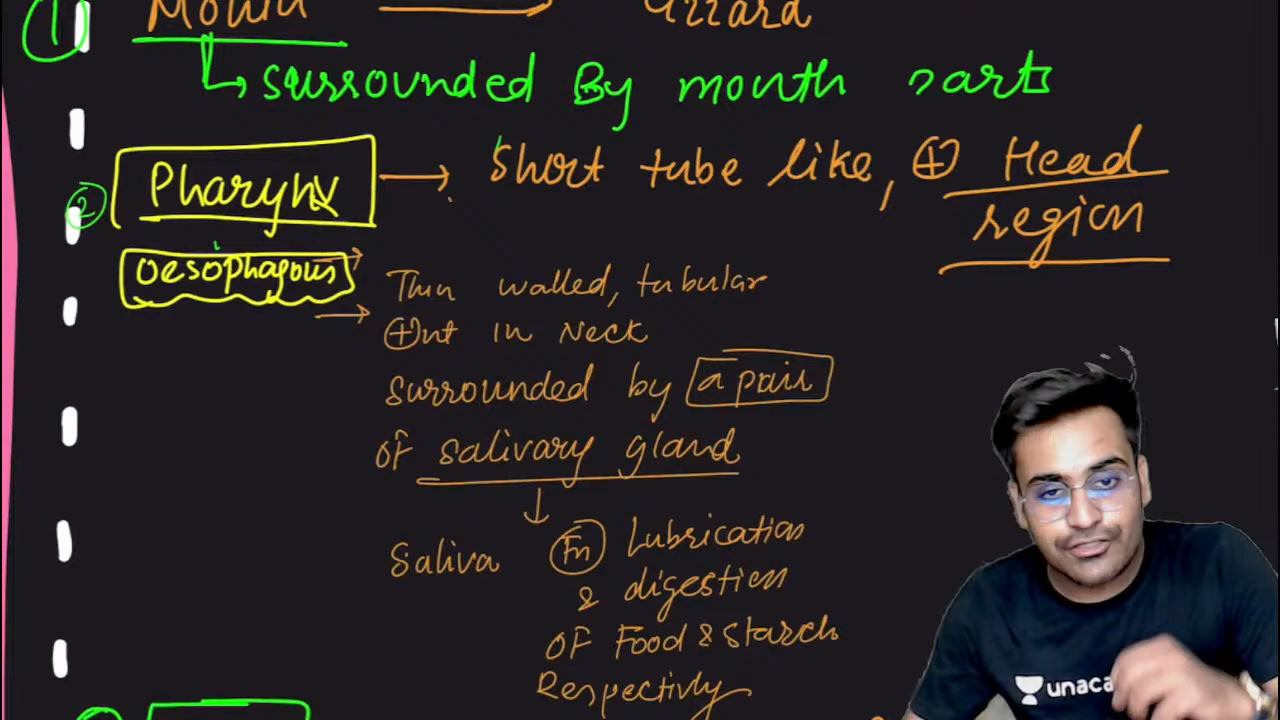 ① Mouth → Gizzard
↳ surrounded By mouth parts
② Pharynx → Short tube like, ⊕ Head
region
Oesophagous → Thin walled, tubular
→ ⊕nt in Neck
surrounded by a pair
of salivary gland
↓
Saliva Fn Lubrication
& digestion
OF Food & Starch
Respectivly
unaca